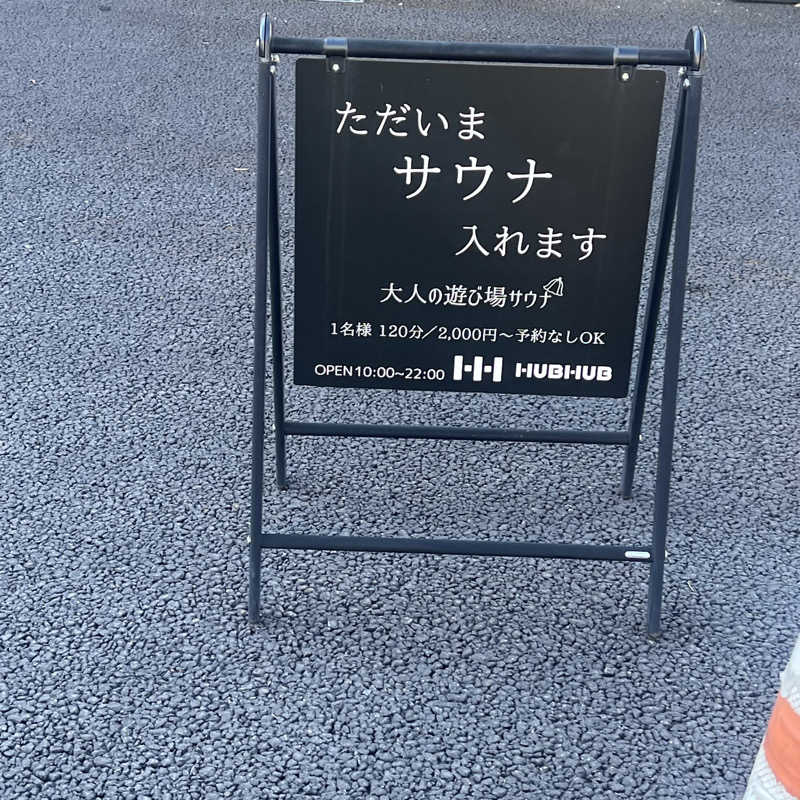 ただいま
サウナ
入れます
大人の遊び場サウナ
1名様 120分/2,000円～予約なしOK
OPEN10:00~22:00 HUBHUB